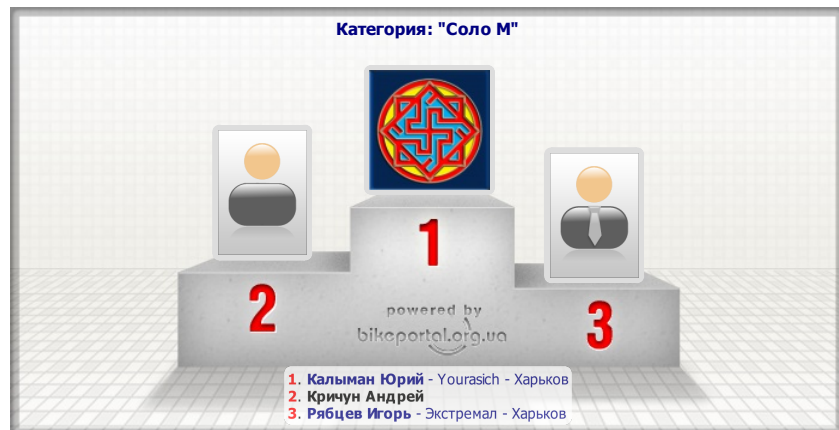 Категория: "Соло М"
1
2
3
powered by
bikeportal.org.ua
1. Калыман Юрий - Yourasich - Харьков
2. Кричун Андрей
3. Рябцев Игорь - Экстремал - Харьков